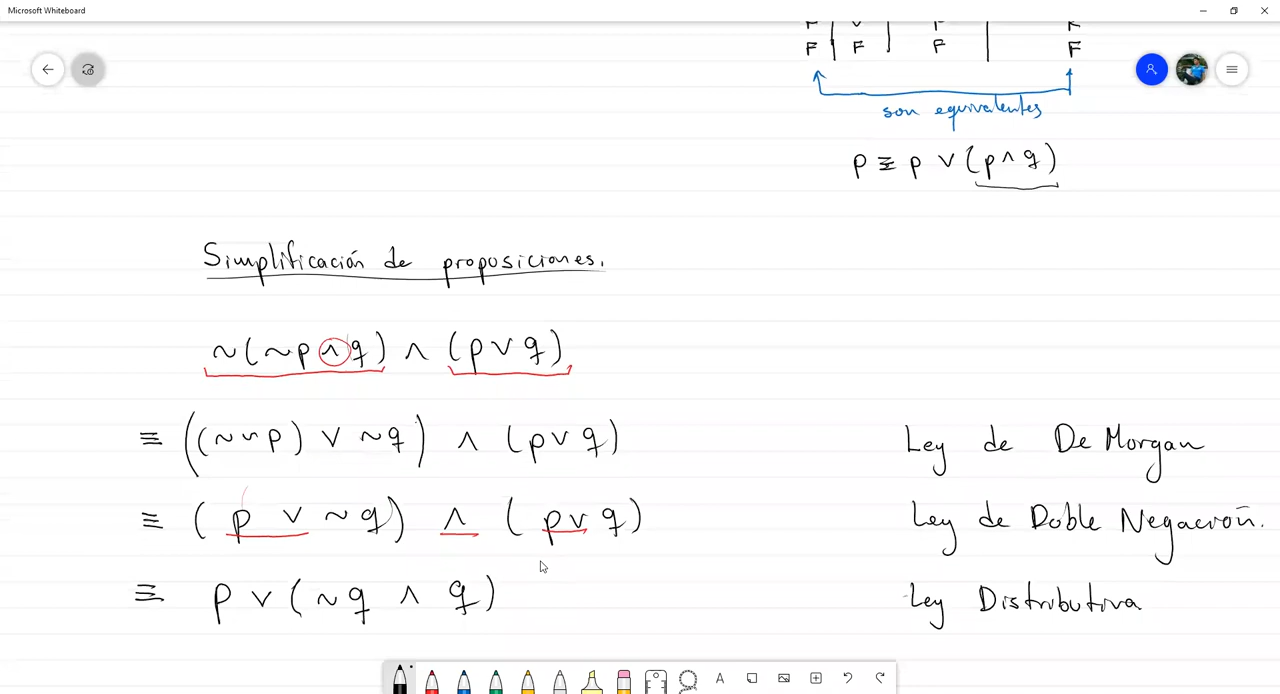 Microsoft Whiteboard
F F F F
son equivalentes
p ≡ p ∨ (p ∧ q)
Simplificación de proposiciones.
~(~p ∧ q) ∧ (p ∨ q)
≡ ((~~p) ∨ ~q) ∧ (p ∨ q) Ley de De Morgan
≡ (p ∨ ~q) ∧ (p ∨ q) Ley de Doble Negación.
≡ p ∨ (~q ∧ q) Ley Distributiva
A